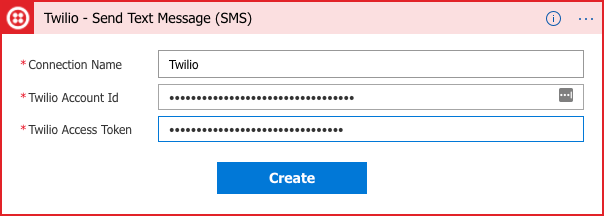 Twilio - Send Text Message (SMS)
* Connection Name Twilio
* Twilio Account Id ••••••••••••••••••••••••••••••••••
* Twilio Access Token ••••••••••••••••••••••••••••••••
Create